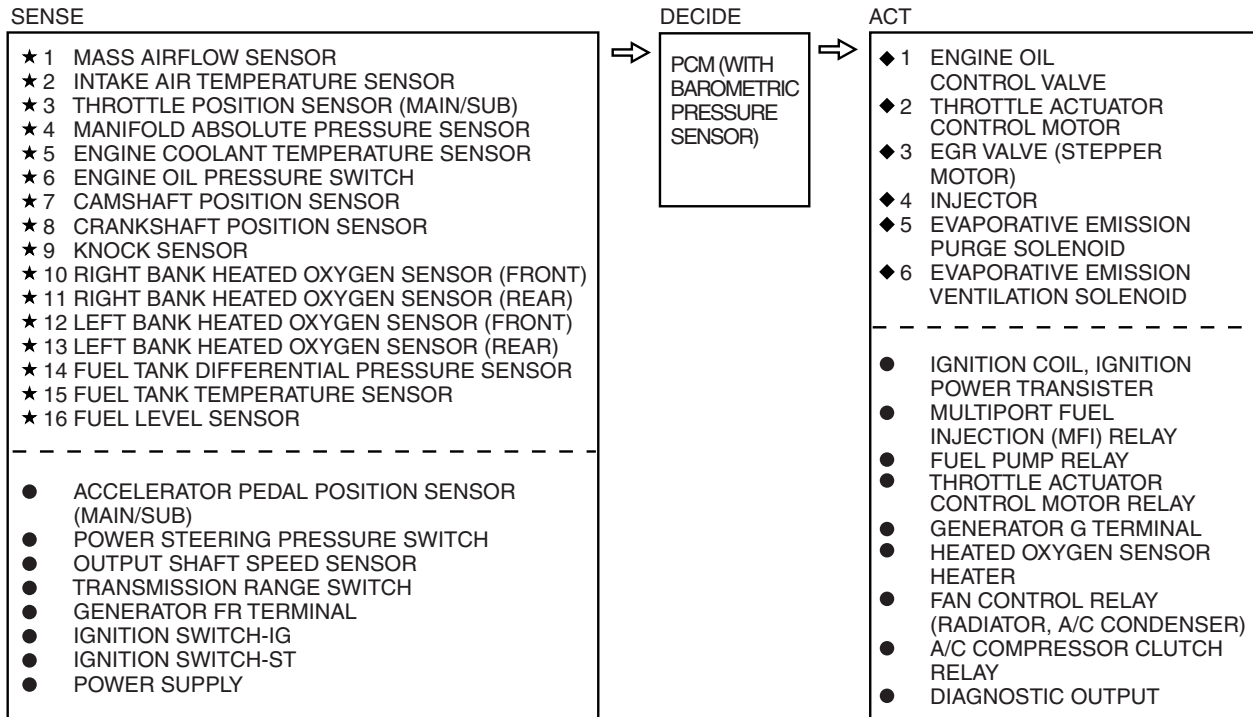 SENSE
★ 1 MASS AIRFLOW SENSOR
★ 2 INTAKE AIR TEMPERATURE SENSOR
★ 3 THROTTLE POSITION SENSOR (MAIN/SUB)
★ 4 MANIFOLD ABSOLUTE PRESSURE SENSOR
★ 5 ENGINE COOLANT TEMPERATURE SENSOR
★ 6 ENGINE OIL PRESSURE SWITCH
★ 7 CAMSHAFT POSITION SENSOR
★ 8 CRANKSHAFT POSITION SENSOR
★ 9 KNOCK SENSOR
★ 10 RIGHT BANK HEATED OXYGEN SENSOR (FRONT)
★ 11 RIGHT BANK HEATED OXYGEN SENSOR (REAR)
★ 12 LEFT BANK HEATED OXYGEN SENSOR (FRONT)
★ 13 LEFT BANK HEATED OXYGEN SENSOR (REAR)
★ 14 FUEL TANK DIFFERENTIAL PRESSURE SENSOR
★ 15 FUEL TANK TEMPERATURE SENSOR
★ 16 FUEL LEVEL SENSOR
● ACCELERATOR PEDAL POSITION SENSOR
(MAIN/SUB)
● POWER STEERING PRESSURE SWITCH
● OUTPUT SHAFT SPEED SENSOR
● TRANSMISSION RANGE SWITCH
● GENERATOR FR TERMINAL
● IGNITION SWITCH-IG
● IGNITION SWITCH-ST
● POWER SUPPLY
DECIDE
PCM (WITH
BAROMETRIC
PRESSURE
SENSOR)
ACT
◆ 1 ENGINE OIL
CONTROL VALVE
◆ 2 THROTTLE ACTUATOR
CONTROL MOTOR
◆ 3 EGR VALVE (STEPPER
MOTOR)
◆ 4 INJECTOR
◆ 5 EVAPORATIVE EMISSION
PURGE SOLENOID
◆ 6 EVAPORATIVE EMISSION
VENTILATION SOLENOID
● IGNITION COIL, IGNITION
POWER TRANSISTER
● MULTIPORT FUEL
INJECTION (MFI) RELAY
● FUEL PUMP RELAY
● THROTTLE ACTUATOR
CONTROL MOTOR RELAY
● GENERATOR G TERMINAL
● HEATED OXYGEN SENSOR
HEATER
● FAN CONTROL RELAY
(RADIATOR, A/C CONDENSER)
● A/C COMPRESSOR CLUTCH
RELAY
● DIAGNOSTIC OUTPUT